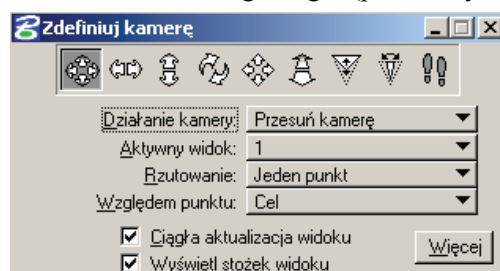 Zdefiniuj kamerę
Działanie kamery: Przesuń kamerę
Aktywny widok: 1
Rzutowanie: Jeden punkt
Względem punktu: Cel
Ciągła aktualizacja widoku
Więcej
Wyświetl stożek widoku